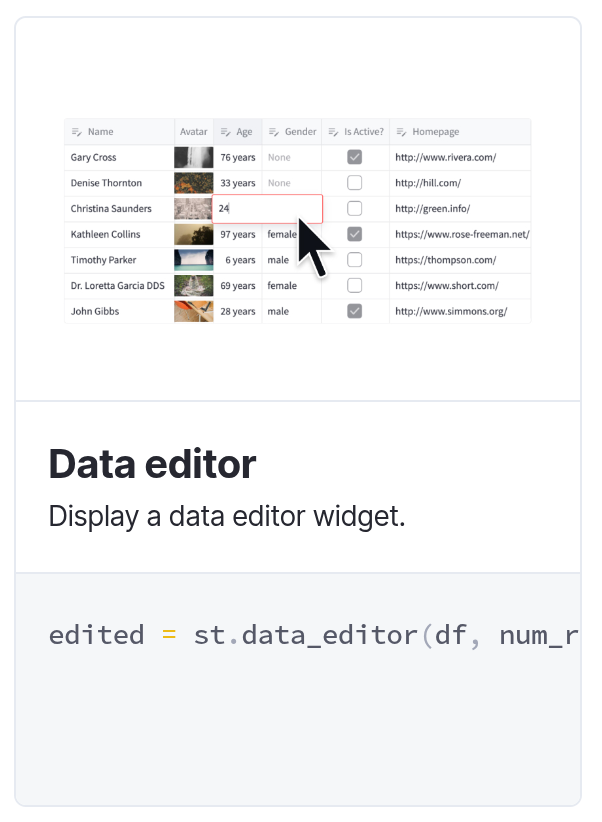 Name Avatar Age Gender Is Active? Homepage
Gary Cross 76 years None http://www.rivera.com/
Denise Thornton 33 years None http://hill.com/
Christina Saunders 24 http://green.info/
Kathleen Collins 97 years female https://www.rose-freeman.net/
Timothy Parker 6 years male https://thompson.com/
Dr. Loretta Garcia DDS 69 years female https://www.short.com/
John Gibbs 28 years male http://www.simmons.org/
Data editor
Display a data editor widget.
edited = st.data_editor(df, num_r